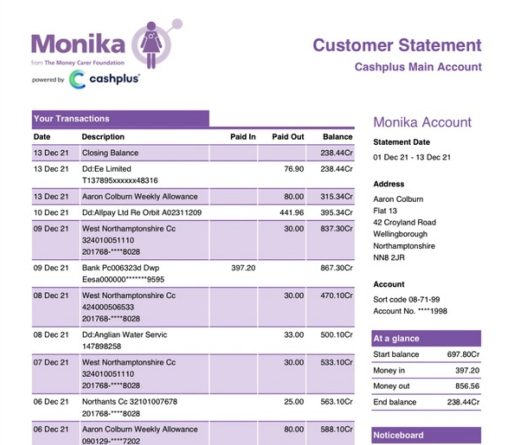 Monika
from The Money Carer Foundation
powered by cashplus
Customer Statement
Cashplus Main Account
Your Transactions
Date Description Paid In Paid Out Balance
13 Dec 21 Closing Balance 238.44Cr
13 Dec 21 Dd:Ee Limited 76.90 238.44Cr
T137895xxxxxx48316
13 Dec 21 Aaron Colburn Weekly Allowance 80.00 315.34Cr
10 Dec 21 Dd:Allpay Ltd Re Orbit A02311209 441.96 395.34Cr
09 Dec 21 West Northamptonshire Cc 30.00 837.30Cr
324010051110
201768-****8028
09 Dec 21 Bank Pc006323d Dwp 397.20 867.30Cr
Eesa000000*******9595
08 Dec 21 West Northamptonshire Cc 30.00 470.10Cr
424000506533
201768-****8028
08 Dec 21 Dd:Anglian Water Servic 33.00 500.10Cr
147898258
07 Dec 21 West Northamptonshire Cc 30.00 533.10Cr
324010051110
201768-****8028
06 Dec 21 Northants Cc 32101007678 25.00 563.10Cr
201768-****8028
06 Dec 21 Aaron Colburn Weekly Allowance 80.00 588.10Cr
090129-****7202
Monika Account
Statement Date
01 Dec 21 - 13 Dec 21
Address
Aaron Colburn
Flat 13
42 Croyland Road
Wellingborough
Northamptonshire
NN8 2JR
Account
Sort code 08-71-99
Account No. ****1998
At a glance
Start balance 697.80Cr
Money in 397.20
Money out 856.56
End balance 238.44Cr
Noticeboard